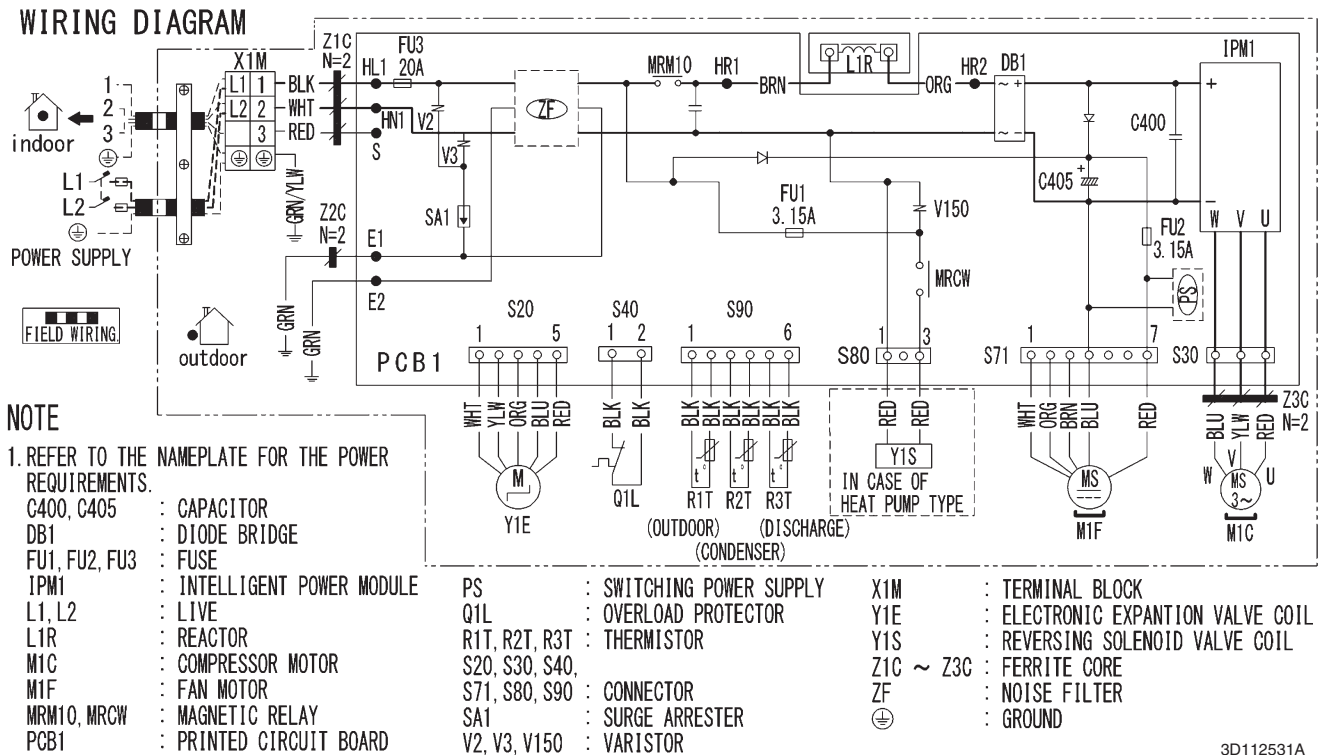 WIRING DIAGRAM
X1M
Z1C
N=2
HL1
FU3
20A
MRM10
HR1
BRN
L1R
ORG
HR2
DB1
IPM1
1
2
3
indoor
L1 1
L2 2
3
BLK
WHT
RED
HN1
S
V2
V3
ZF
C400
C405
+
+
−
W V U
L1
L2
POWER SUPPLY
GRN/YLW
Z2C
N=2
E1
E2
SA1
FU1
3.15A
V150
MRCW
FU2
3.15A
PS
FIELD WIRING.
outdoor
GRN
GRN
PCB1
S20
1 5
S40
1 2
S90
1 6
S80
1 3
S71
1 7
S30
WHT YLW ORG BLU RED
BLK BLK
BLK BLK BLK BLK BLK BLK
RED RED
WHT ORG BRN BLU RED
BLU YLW RED
Z3C
N=2
M
Y1E
Q1L
t° t° t°
R1T R2T R3T
(OUTDOOR) (DISCHARGE)
(CONDENSER)
Y1S
IN CASE OF
HEAT PUMP TYPE
MS
M1F
W V U
MS
3~
M1C
NOTE
1. REFER TO THE NAMEPLATE FOR THE POWER
REQUIREMENTS.
C400, C405 : CAPACITOR
DB1 : DIODE BRIDGE
FU1, FU2, FU3 : FUSE
IPM1 : INTELLIGENT POWER MODULE
L1, L2 : LIVE
L1R : REACTOR
M1C : COMPRESSOR MOTOR
M1F : FAN MOTOR
MRM10, MRCW : MAGNETIC RELAY
PCB1 : PRINTED CIRCUIT BOARD
PS : SWITCHING POWER SUPPLY
Q1L : OVERLOAD PROTECTOR
R1T, R2T, R3T : THERMISTOR
S20, S30, S40,
S71, S80, S90 : CONNECTOR
SA1 : SURGE ARRESTER
V2, V3, V150 : VARISTOR
X1M : TERMINAL BLOCK
Y1E : ELECTRONIC EXPANTION VALVE COIL
Y1S : REVERSING SOLENOID VALVE COIL
Z1C ~ Z3C : FERRITE CORE
ZF : NOISE FILTER
⏚ : GROUND
3D112531A